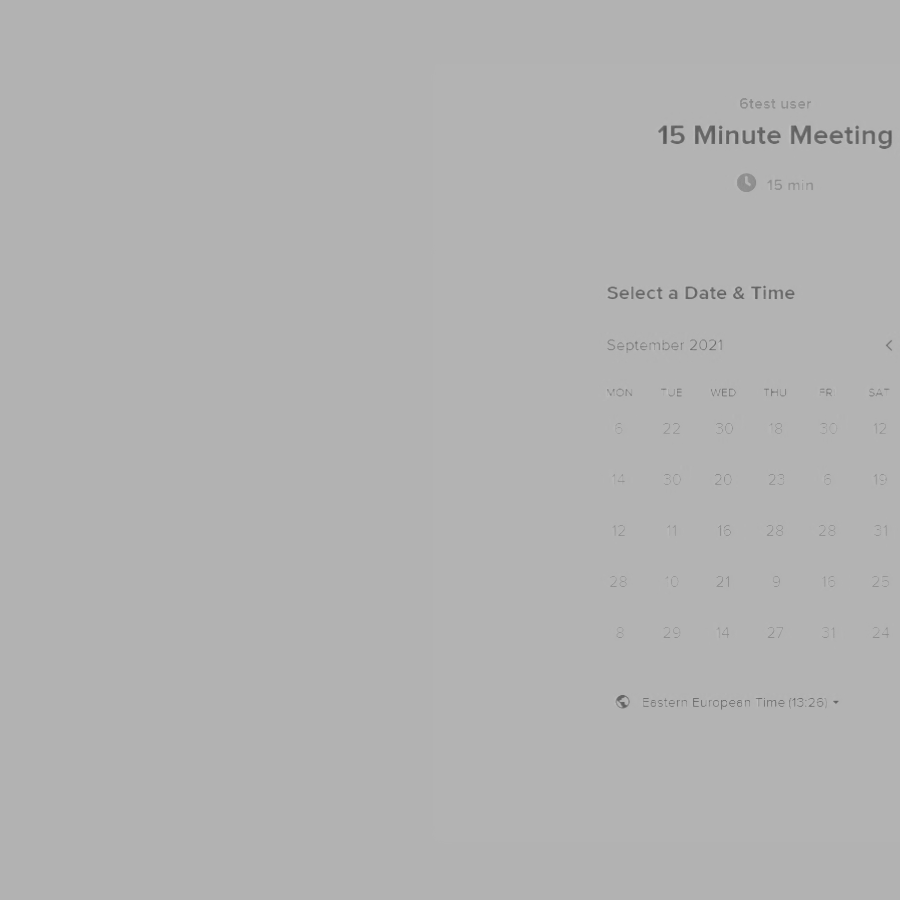 6test user
15 Minute Meeting
15 min
Select a Date & Time
September 2021
MON TUE WED THU FRI SAT
6 22 30 18 30 12
14 30 20 23 6 19
12 11 16 28 28 31
28 10 21 9 16 25
8 29 14 27 31 24
Eastern European Time (13:26)